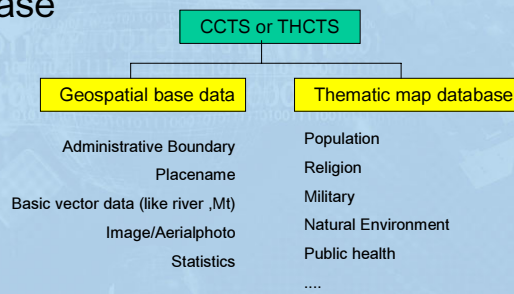 ase
CCTS or THCTS
Geospatial base data
Thematic map database
Administrative Boundary
Placename
Basic vector data (like river ,Mt)
Image/Aerialphoto
Statistics
Population
Religion
Military
Natural Environment
Public health
....